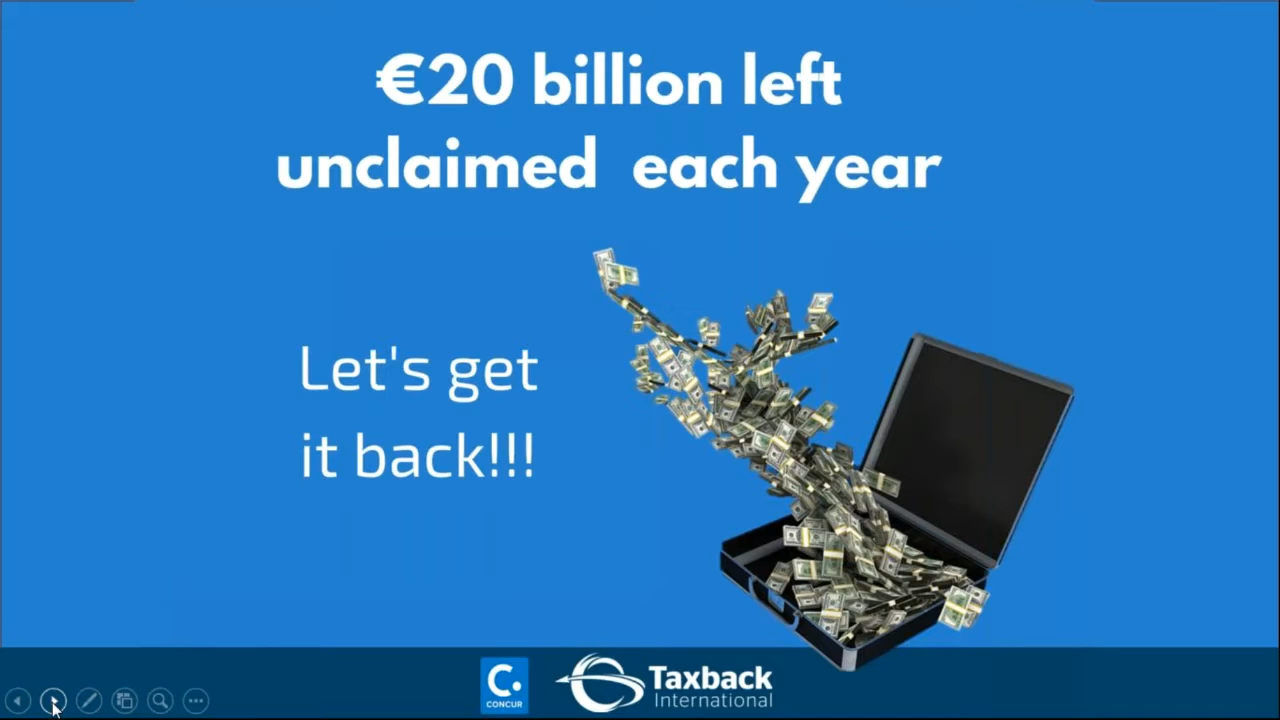 €20 billion left
unclaimed each year
Let's get
it back!!!
C.
CONCUR
Taxback
International